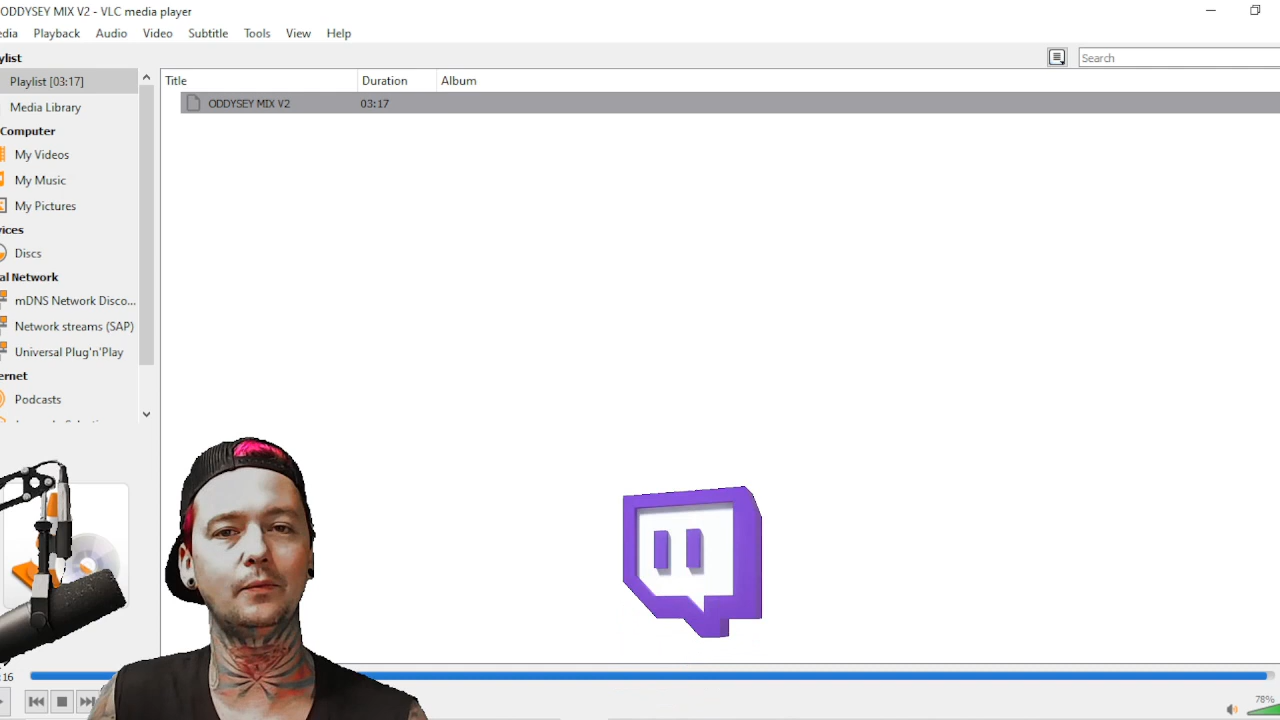 ODDYSEY MIX V2 - VLC media player
edia Playback Audio Video Subtitle Tools View Help
ylist
Search
Playlist [03:17]
Title Duration Album
ODDYSEY MIX V2 03:17
Media Library
Computer
My Videos
My Music
My Pictures
vices
Discs
al Network
mDNS Network Disco...
Network streams (SAP)
Universal Plug'n'Play
ernet
Podcasts
:16
78%